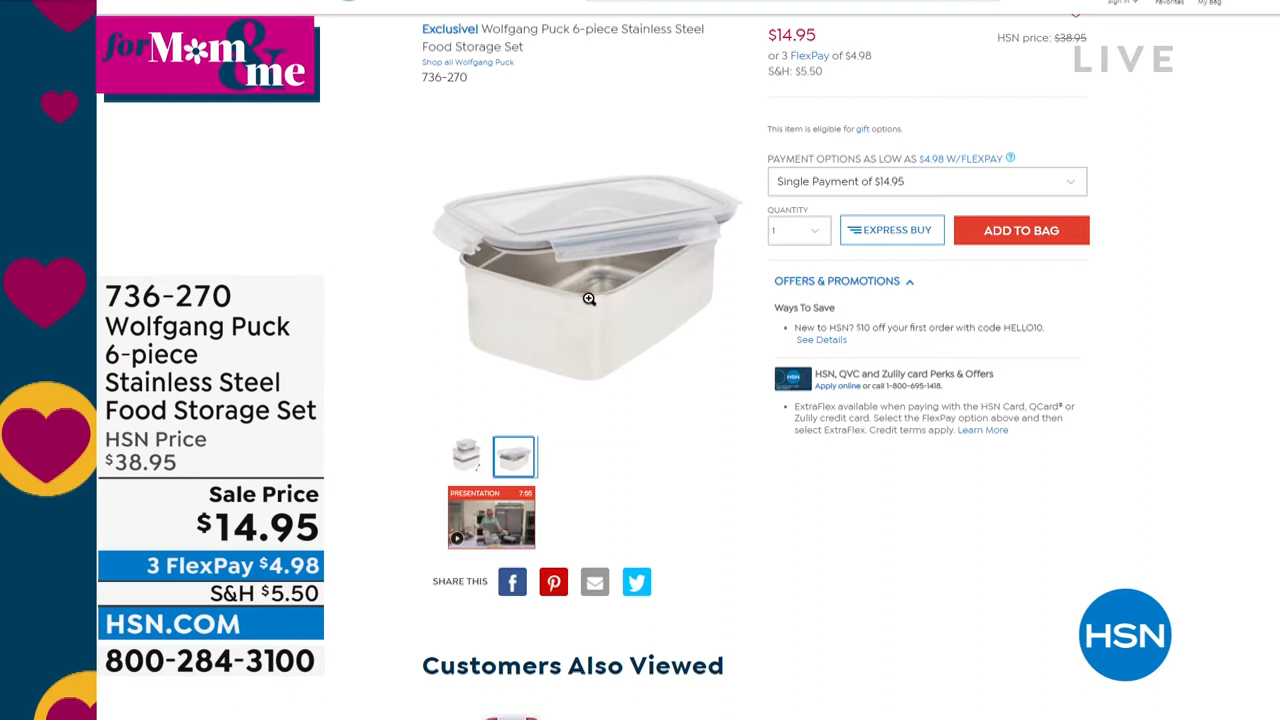 Sign In
Favorites
My Bag
for Mom
& me
Exclusive! Wolfgang Puck 6-piece Stainless Steel
Food Storage Set
Shop all Wolfgang Puck
736-270
$14.95
HSN price: $38.95
or 3 FlexPay of $4.98
S&H: $5.50
LIVE
This item is eligible for gift options.
PAYMENT OPTIONS AS LOW AS $4.98 W/FLEXPAY ?
Single Payment of $14.95
QUANTITY
1
EXPRESS BUY
ADD TO BAG
OFFERS & PROMOTIONS
Ways To Save
• New to HSN? $10 off your first order with code HELLO10.
See Details
HSN
HSN, QVC and Zulily card Perks & Offers
Apply online or call 1-800-695-1418.
• ExtraFlex available when paying with the HSN Card, QCard® or
Zulily credit card. Select the FlexPay option above and then
select ExtraFlex. Credit terms apply. Learn More
PRESENTATION 7:55
SHARE THIS
Customers Also Viewed
736-270
Wolfgang Puck
6-piece
Stainless Steel
Food Storage Set
HSN Price
$38.95
Sale Price
$14.95
3 FlexPay $4.98
S&H $5.50
HSN.COM
800-284-3100
HSN